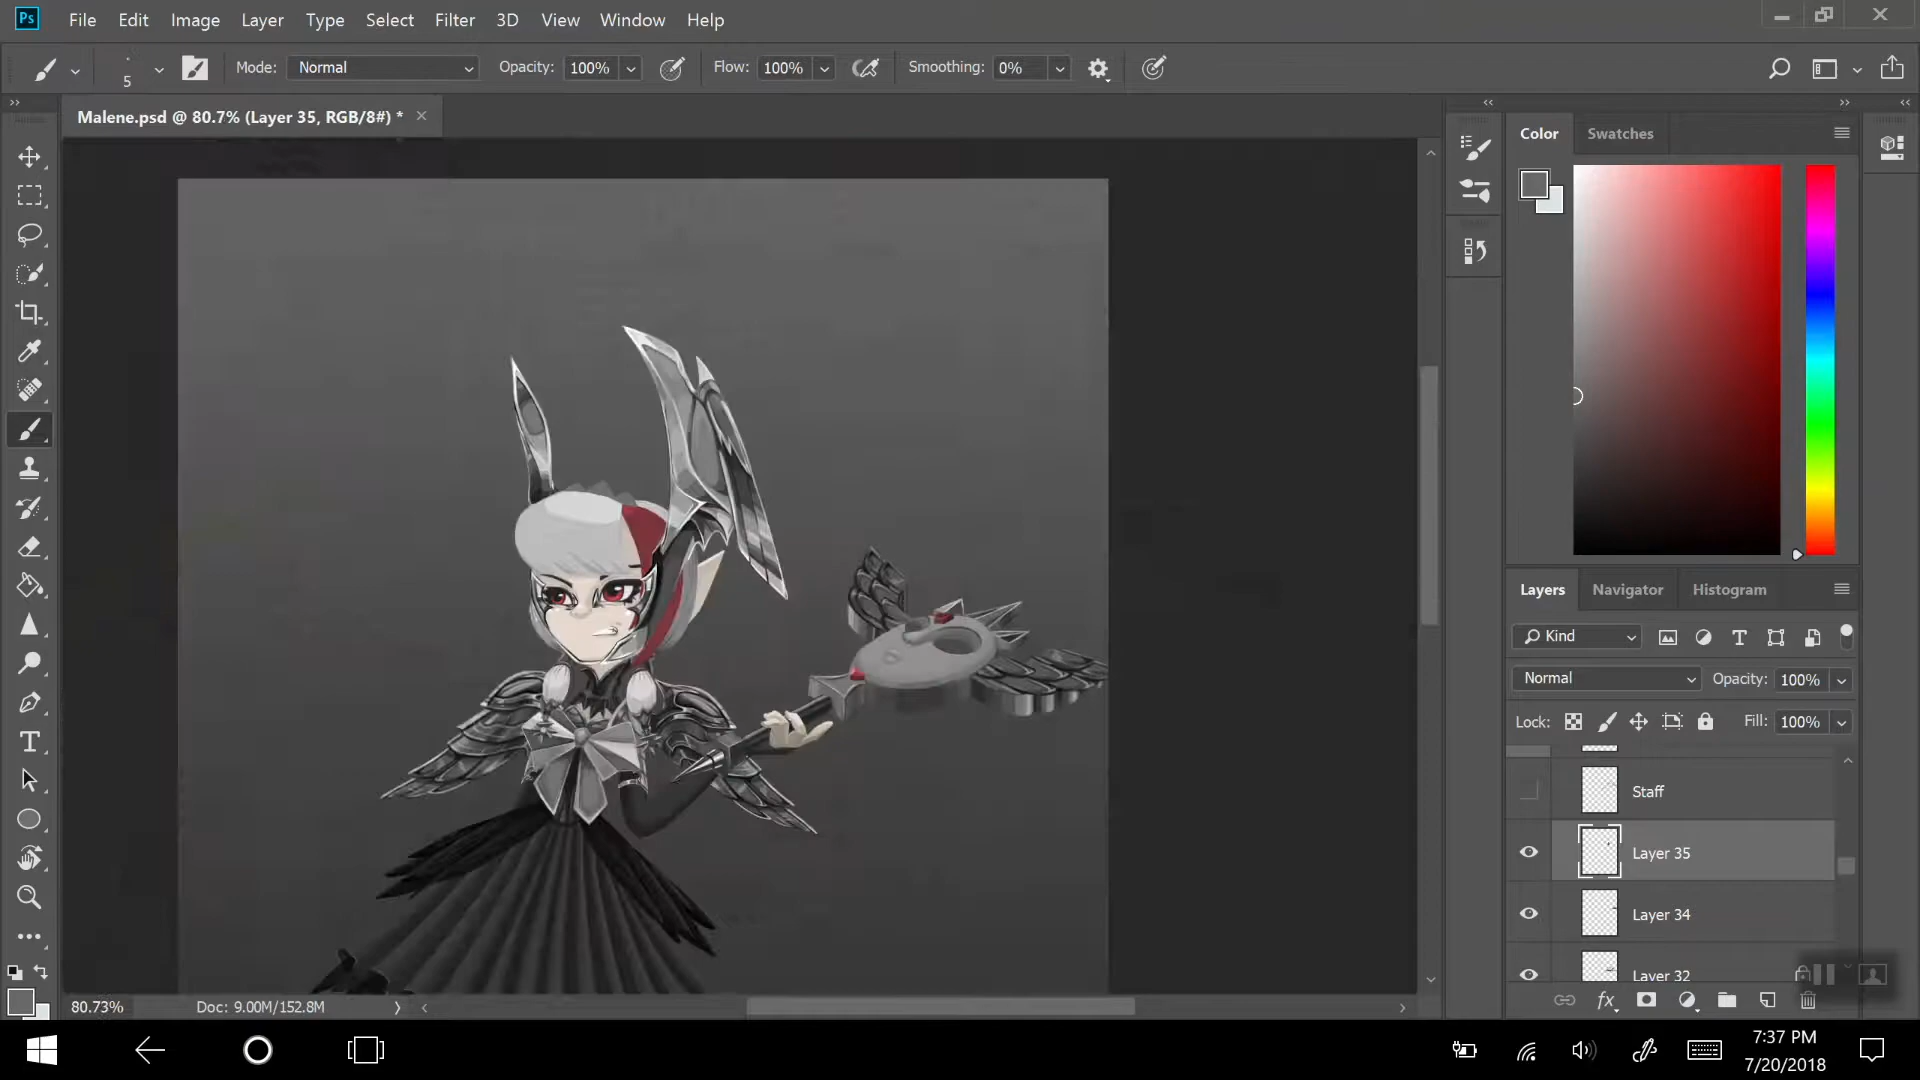 Ps File Edit Image Layer Type Select Filter 3D View Window Help
5 Mode: Normal Opacity: 100% Flow: 100% Smoothing: 0%
Malene.psd @ 80.7% (Layer 35, RGB/8#) * ×
Color Swatches
Layers Navigator Histogram
Kind
Normal Opacity: 100%
Lock: Fill: 100%
Staff
Layer 35
Layer 34
Layer 32
80.73% Doc: 9.00M/152.8M
fx
7:37 PM
7/20/2018